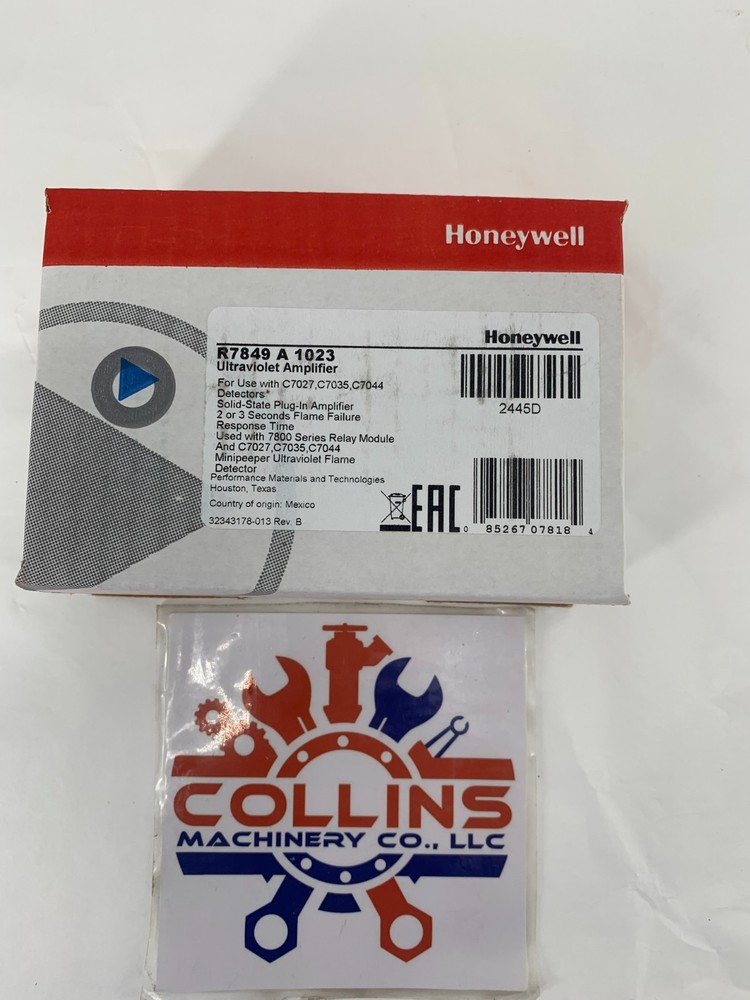 Honeywell
Honeywell
R7849 A 1023
Ultraviolet Amplifier
For Use with C7027,C7035,C7044
Detectors*
Solid-State Plug-In Amplifier
2 or 3 Seconds Flame Failure
Response Time
Used with 7800 Series Relay Module
And C7027,C7035,C7044
Minipeeper Ultraviolet Flame
Detector
Performance Materials and Technologies
Houston, Texas
Country of origin: Mexico
32343178-013 Rev. B
2445D
EAC
0 85267 07818 4
COLLINS
MACHINERY CO., LLC